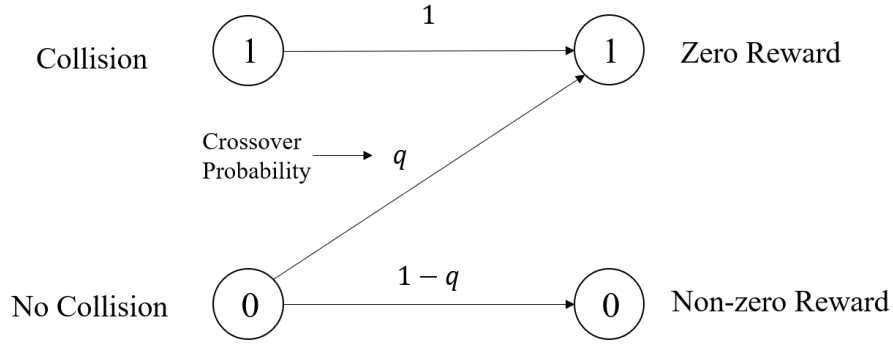 1
Collision
1
1
Zero Reward
Crossover
Probability
q
1 − q
No Collision
0
0
Non-zero Reward